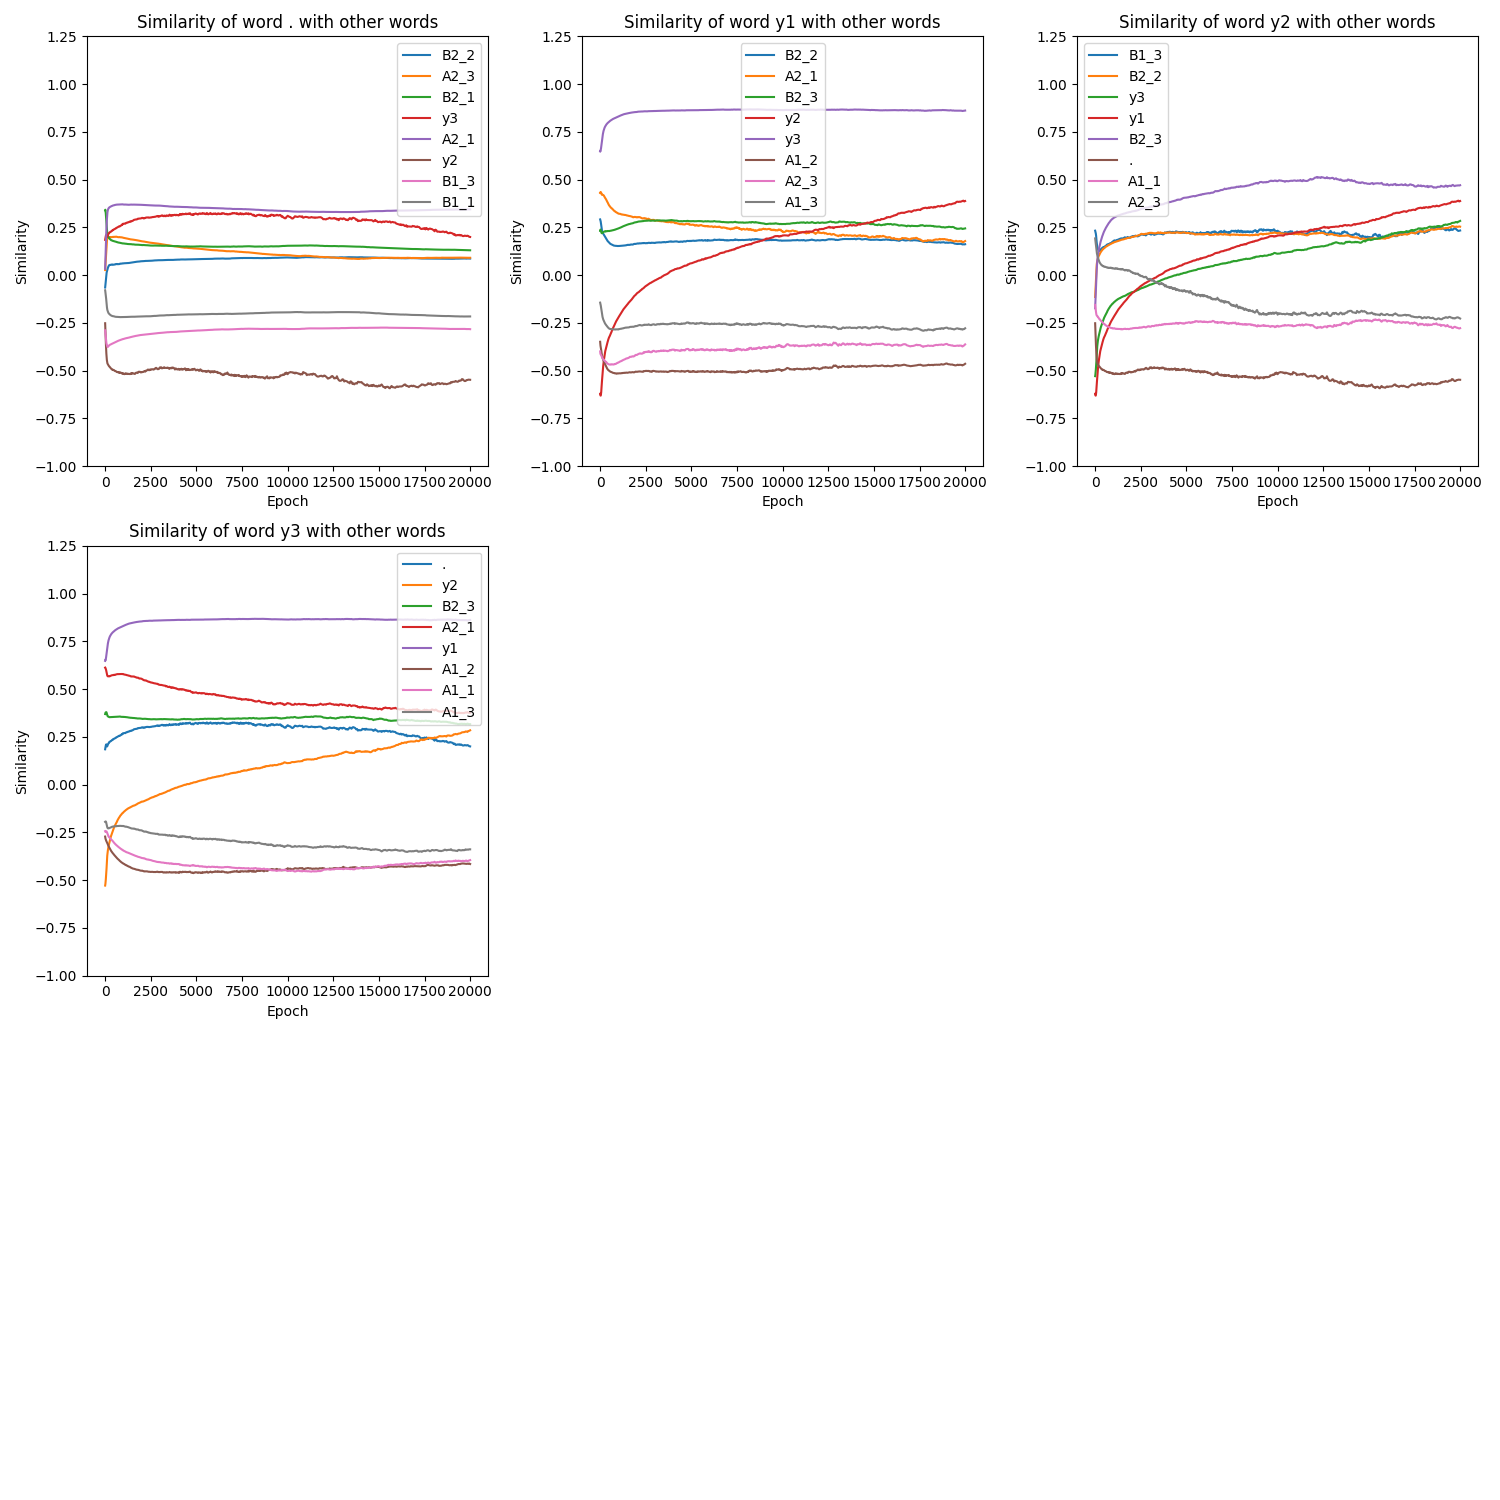 Similarity of word . with other words
1.25
1.00
0.75
0.50
0.25
0.00
−0.25
−0.50
−0.75
−1.00
Similarity
B2_2
A2_3
B2_1
y3
A2_1
y2
B1_3
B1_1
0 2500 5000 7500 10000 12500 15000 17500 20000
Epoch
Similarity of word y1 with other words
1.25
1.00
0.75
0.50
0.25
0.00
−0.25
−0.50
−0.75
−1.00
Similarity
B2_2
A2_1
B2_3
y2
y3
A1_2
A2_3
A1_3
0 2500 5000 7500 10000 12500 15000 17500 20000
Epoch
Similarity of word y2 with other words
1.25
1.00
0.75
0.50
0.25
0.00
−0.25
−0.50
−0.75
−1.00
Similarity
B1_3
B2_2
y3
y1
B2_3
.
A1_1
A2_3
0 2500 5000 7500 10000 12500 15000 17500 20000
Epoch
Similarity of word y3 with other words
1.25
1.00
0.75
0.50
0.25
0.00
−0.25
−0.50
−0.75
−1.00
Similarity
.
y2
B2_3
A2_1
y1
A1_2
A1_1
A1_3
0 2500 5000 7500 10000 12500 15000 17500 20000
Epoch